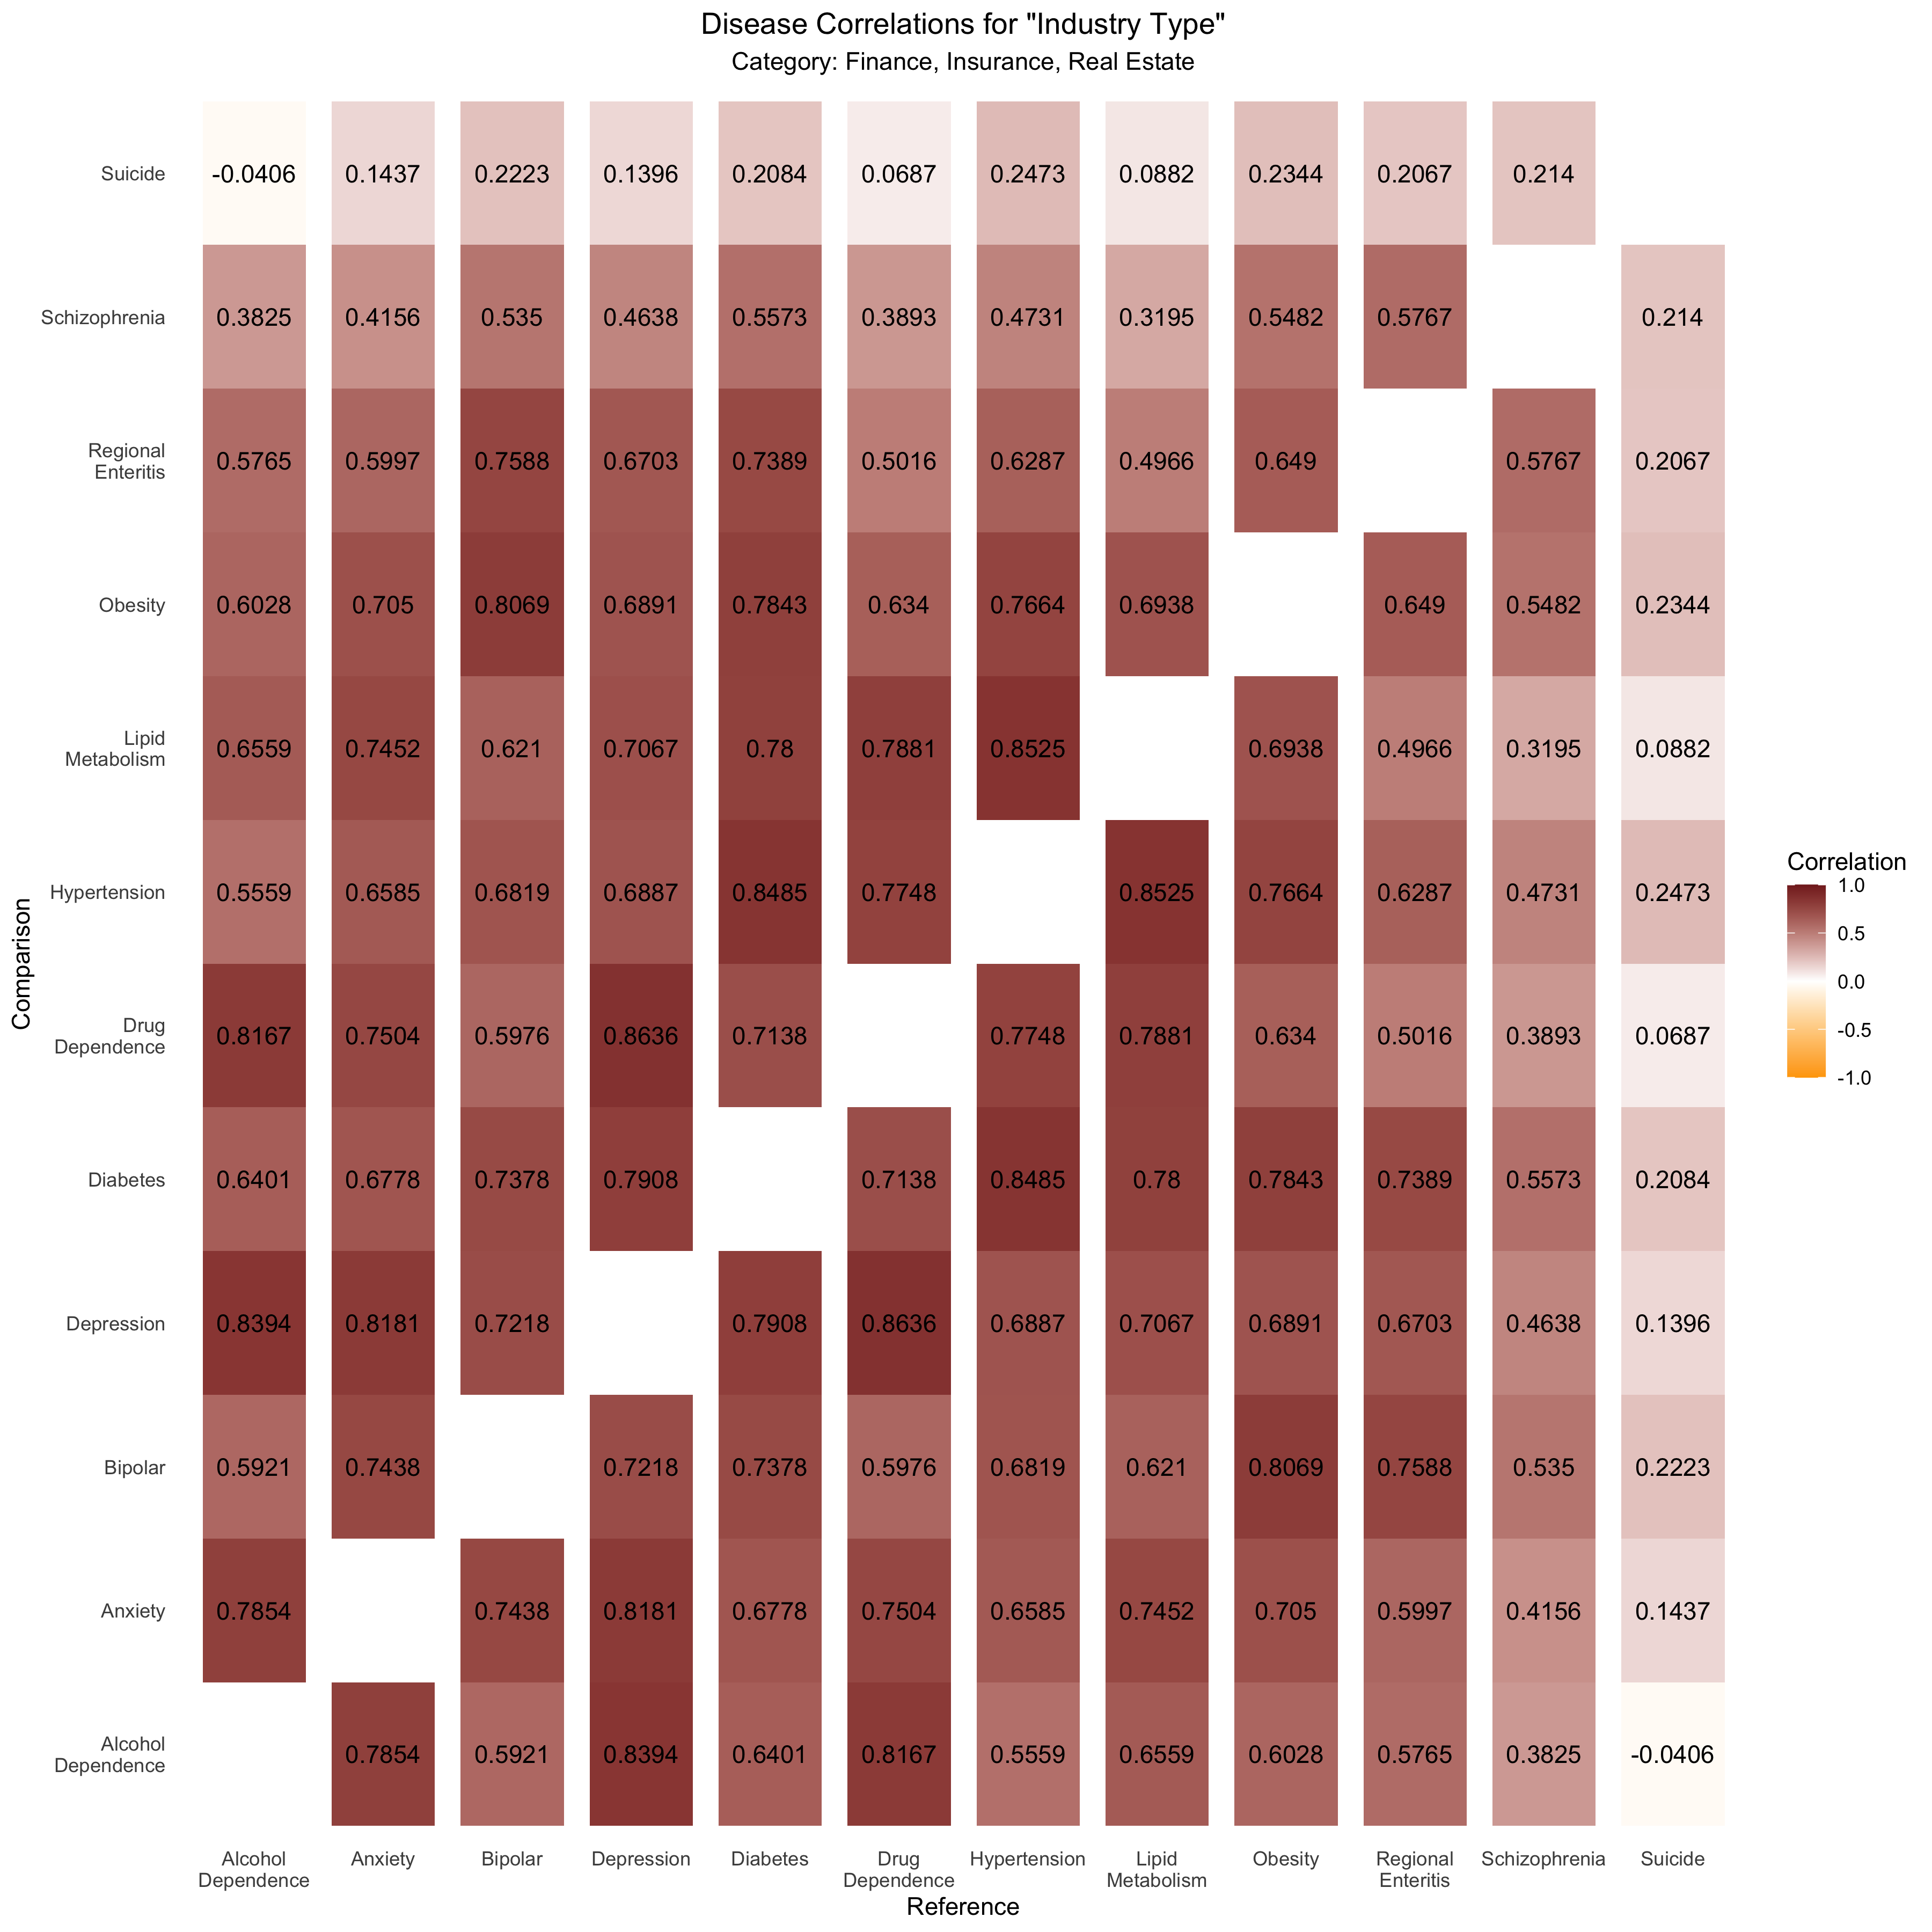 Disease Correlations for "Industry Type"
Category: Finance, Insurance, Real Estate
Comparison
Suicide
-0.0406 0.1437 0.2223 0.1396 0.2084 0.0687 0.2473 0.0882 0.2344 0.2067 0.214
Schizophrenia
0.3825 0.4156 0.535 0.4638 0.5573 0.3893 0.4731 0.3195 0.5482 0.5767 0.214
Regional
Enteritis
0.5765 0.5997 0.7588 0.6703 0.7389 0.5016 0.6287 0.4966 0.649 0.5767 0.2067
Obesity
0.6028 0.705 0.8069 0.6891 0.7843 0.634 0.7664 0.6938 0.649 0.5482 0.2344
Lipid
Metabolism
0.6559 0.7452 0.621 0.7067 0.78 0.7881 0.8525 0.6938 0.4966 0.3195 0.0882
Hypertension
0.5559 0.6585 0.6819 0.6887 0.8485 0.7748 0.8525 0.7664 0.6287 0.4731 0.2473
Drug
Dependence
0.8167 0.7504 0.5976 0.8636 0.7138 0.7748 0.7881 0.634 0.5016 0.3893 0.0687
Diabetes
0.6401 0.6778 0.7378 0.7908 0.7138 0.8485 0.78 0.7843 0.7389 0.5573 0.2084
Depression
0.8394 0.8181 0.7218 0.7908 0.8636 0.6887 0.7067 0.6891 0.6703 0.4638 0.1396
Bipolar
0.5921 0.7438 0.7218 0.7378 0.5976 0.6819 0.621 0.8069 0.7588 0.535 0.2223
Anxiety
0.7854 0.7438 0.8181 0.6778 0.7504 0.6585 0.7452 0.705 0.5997 0.4156 0.1437
Alcohol
Dependence
0.7854 0.5921 0.8394 0.6401 0.8167 0.5559 0.6559 0.6028 0.5765 0.3825 -0.0406
Alcohol
Dependence
Anxiety
Bipolar
Depression
Diabetes
Drug
Dependence
Hypertension
Lipid
Metabolism
Obesity
Regional
Enteritis
Schizophrenia
Suicide
Reference
Correlation
1.0
0.5
0.0
-0.5
-1.0